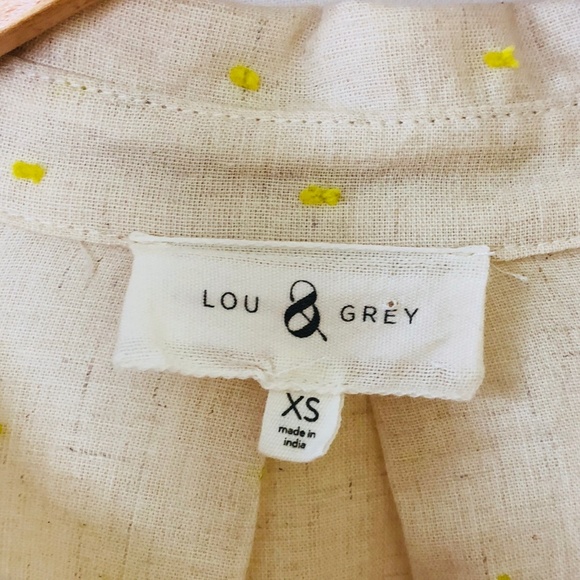 LOU & GREY
XS
made in
india